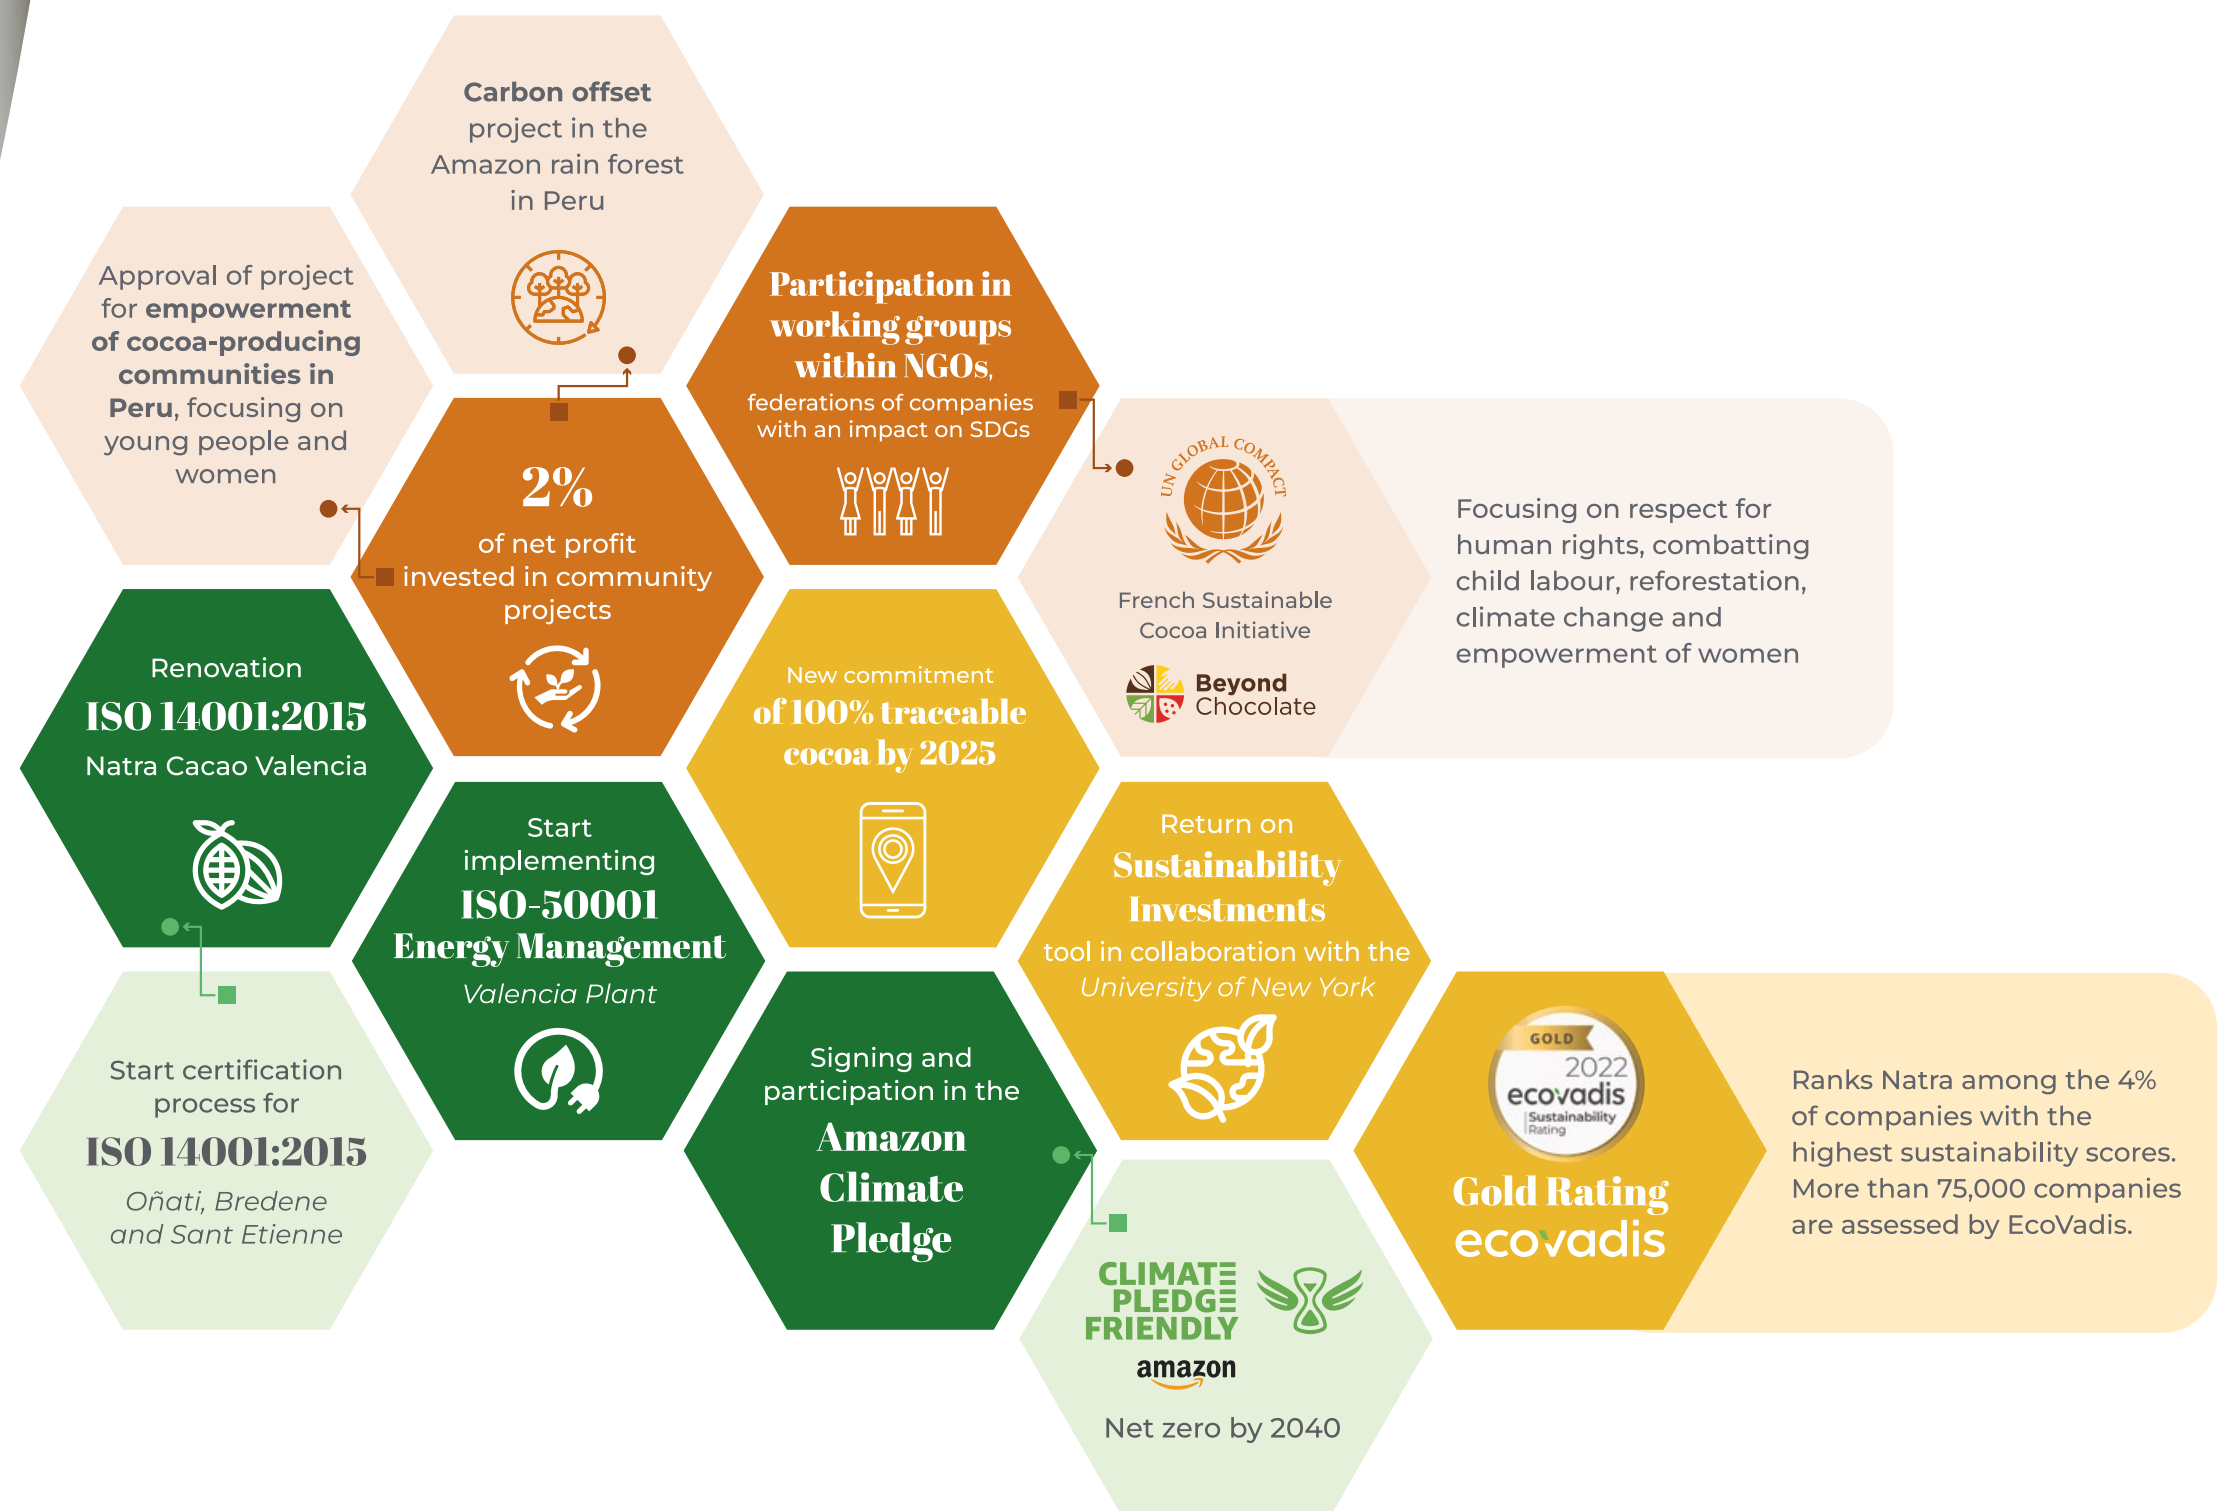 Carbon offset
project in the
Amazon rain forest
in Peru
Approval of project
for empowerment
of cocoa-producing
communities in
Peru, focusing on
young people and
women
Participation in
working groups
within NGOs,
federations of companies
with an impact on SDGs
2%
of net profit
invested in community
projects
UN GLOBAL COMPACT
French Sustainable
Cocoa Initiative
Beyond
Chocolate
Focusing on respect for
human rights, combatting
child labour, reforestation,
climate change and
empowerment of women
Renovation
ISO 14001:2015
Natra Cacao Valencia
New commitment
of 100% traceable
cocoa by 2025
Start
implementing
ISO-50001
Energy Management
Valencia Plant
Return on
Sustainability
Investments
tool in collaboration with the
University of New York
Start certification
process for
ISO 14001:2015
Oñati, Bredene
and Sant Etienne
Signing and
participation in the
Amazon
Climate
Pledge
GOLD
2022
ecovadis
Sustainability
Rating
Gold Rating
ecovadis
Ranks Natra among the 4%
of companies with the
highest sustainability scores.
More than 75,000 companies
are assessed by EcoVadis.
CLIMATE
PLEDGE
FRIENDLY
amazon
Net zero by 2040